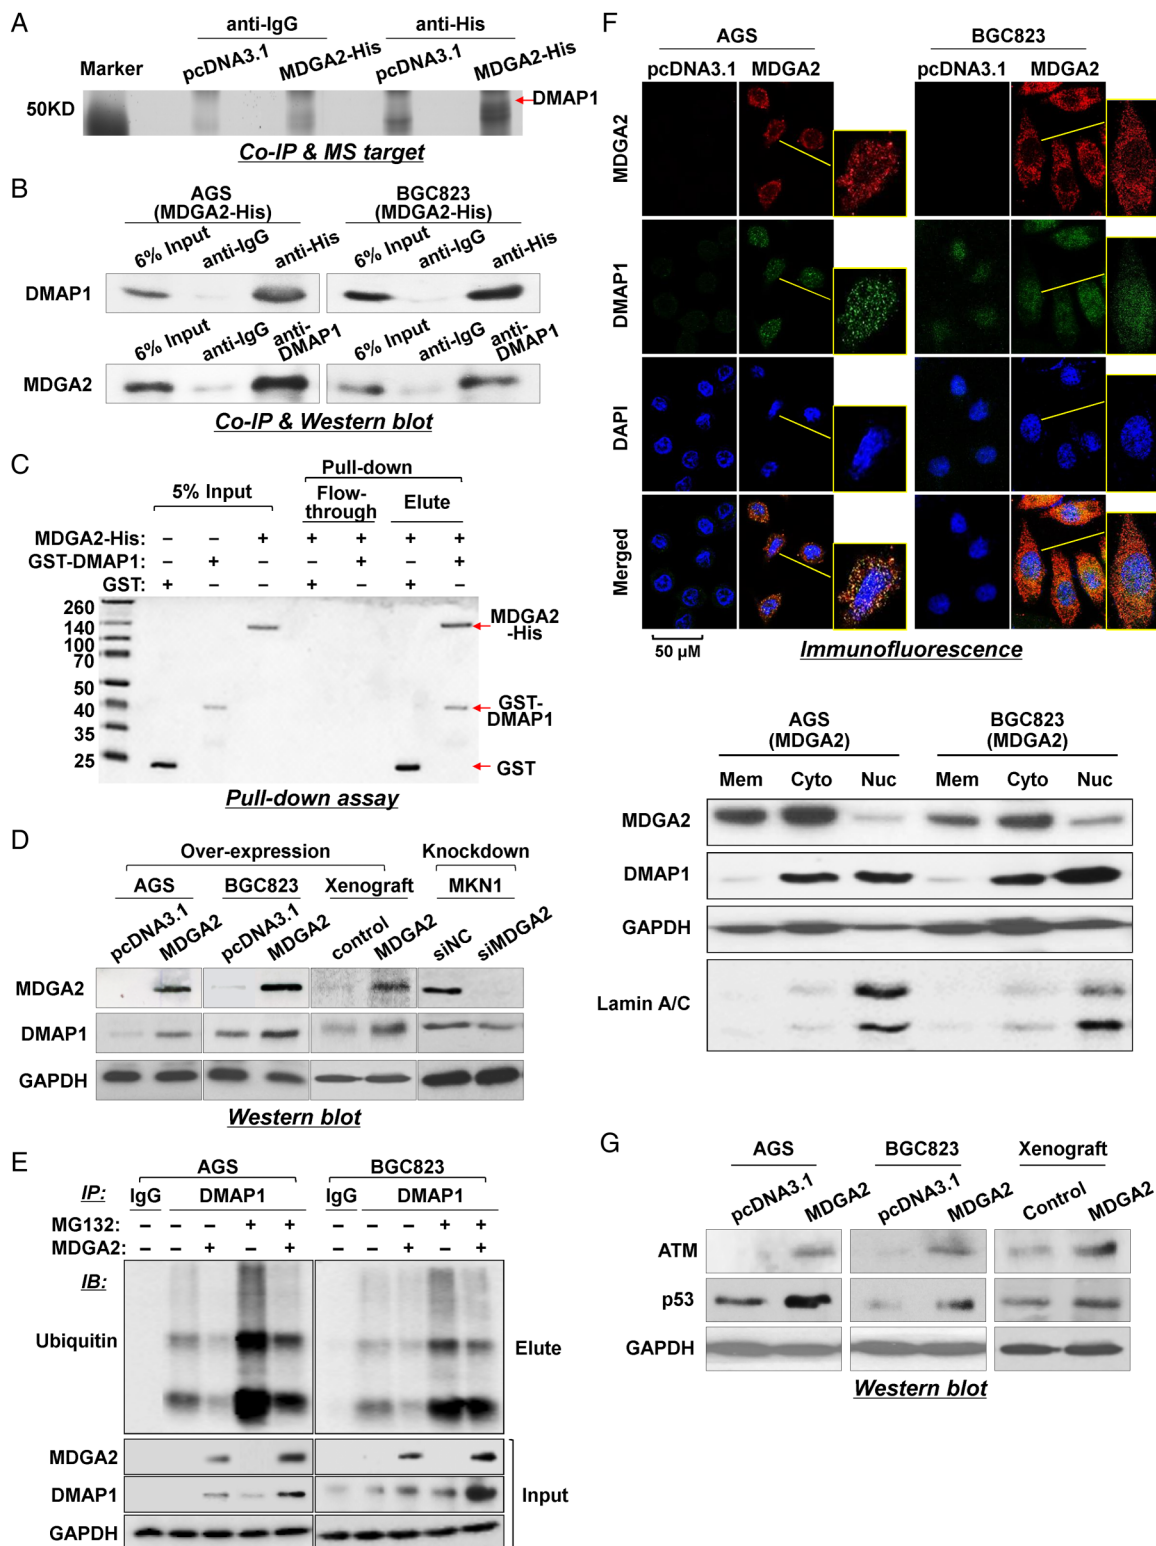 A
anti-IgG
anti-His
Marker
pcDNA3.1
MDGA2-His
pcDNA3.1
MDGA2-His
50KD
DMAP1
Co-IP & MS target
B
AGS
(MDGA2-His)
BGC823
(MDGA2-His)
6% Input
anti-IgG
anti-His
6% Input
anti-IgG
anti-His
DMAP1
6% Input
anti-IgG
anti-
DMAP1
6% Input
anti-IgG
anti-
DMAP1
MDGA2
Co-IP & Western blot
C
Pull-down
5% Input
Flow-
through
Elute
MDGA2-His: – – + + + + +
GST-DMAP1: – + – – + – +
GST: + – – + – + –
260
140
100
70
50
40
35
25
MDGA2
-His
GST-
DMAP1
GST
Pull-down assay
D
Over-expression
Knockdown
AGS
BGC823
Xenograft
MKN1
pcDNA3.1
MDGA2
pcDNA3.1
MDGA2
control
MDGA2
siNC
siMDGA2
MDGA2
DMAP1
GAPDH
Western blot
E
AGS
BGC823
IP: IgG DMAP1 IgG DMAP1
MG132: – – – + + – – – + +
MDGA2: – – + – + – – + – +
IB:
Ubiquitin
Elute
MDGA2
DMAP1
Input
GAPDH
F
AGS
BGC823
pcDNA3.1 MDGA2 pcDNA3.1 MDGA2
MDGA2
DMAP1
DAPI
Merged
50 μM
Immunofluorescence
AGS
(MDGA2)
BGC823
(MDGA2)
Mem Cyto Nuc Mem Cyto Nuc
MDGA2
DMAP1
GAPDH
Lamin A/C
G
AGS
BGC823
Xenograft
pcDNA3.1
MDGA2
pcDNA3.1
MDGA2
Control
MDGA2
ATM
p53
GAPDH
Western blot